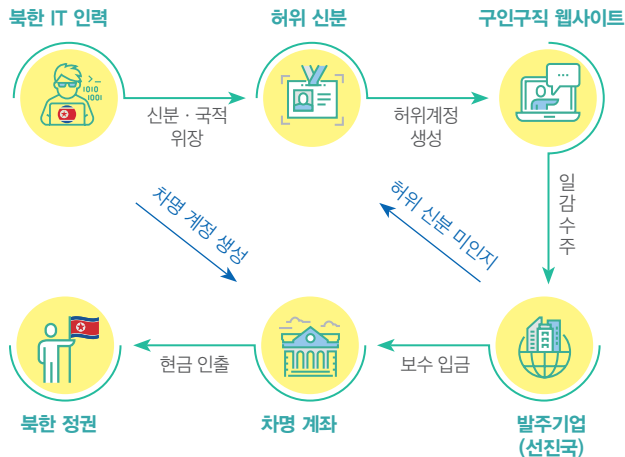 북한 IT 인력
허위 신분
구인구직 웹사이트
>_
1010
1001
신분 · 국적
위장
허위계정
생성
일감수주
차명 계정 생성
허위 신분 미인지
현금 인출
보수 입금
북한 정권
차명 계좌
발주기업
(선진국)